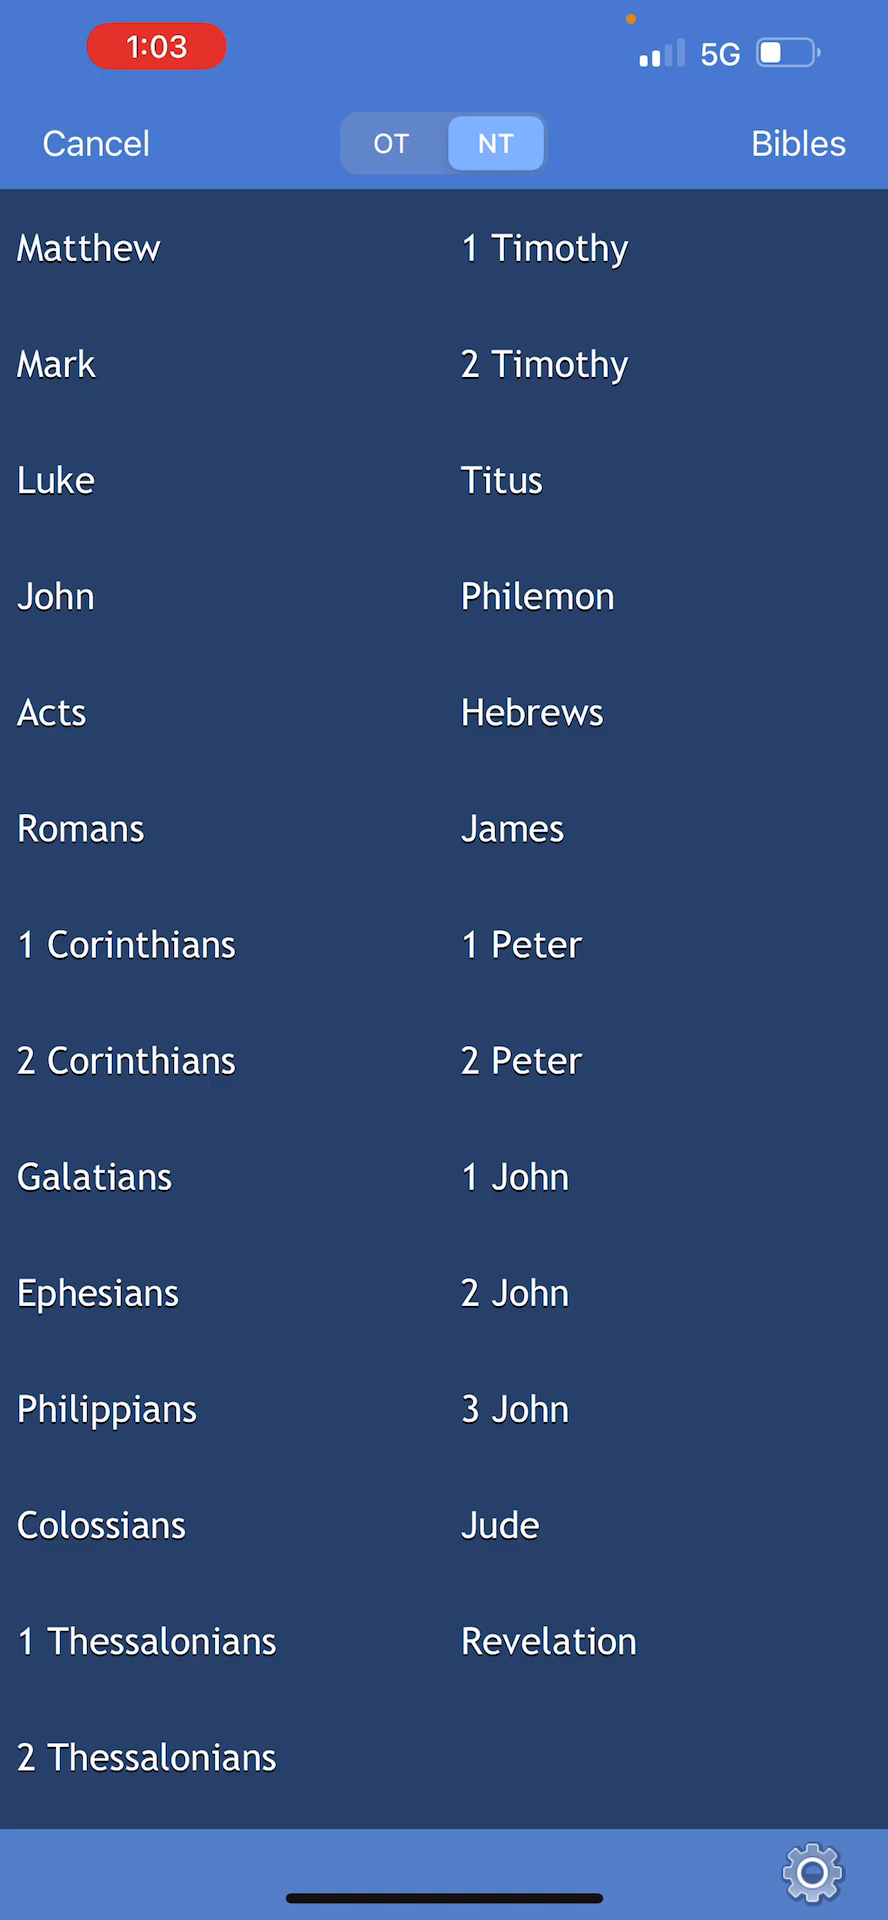 1:03
5G
Cancel
OT
NT
Bibles
Matthew
Mark
Luke
John
Acts
Romans
1 Corinthians
2 Corinthians
Galatians
Ephesians
Philippians
Colossians
1 Thessalonians
2 Thessalonians
1 Timothy
2 Timothy
Titus
Philemon
Hebrews
James
1 Peter
2 Peter
1 John
2 John
3 John
Jude
Revelation